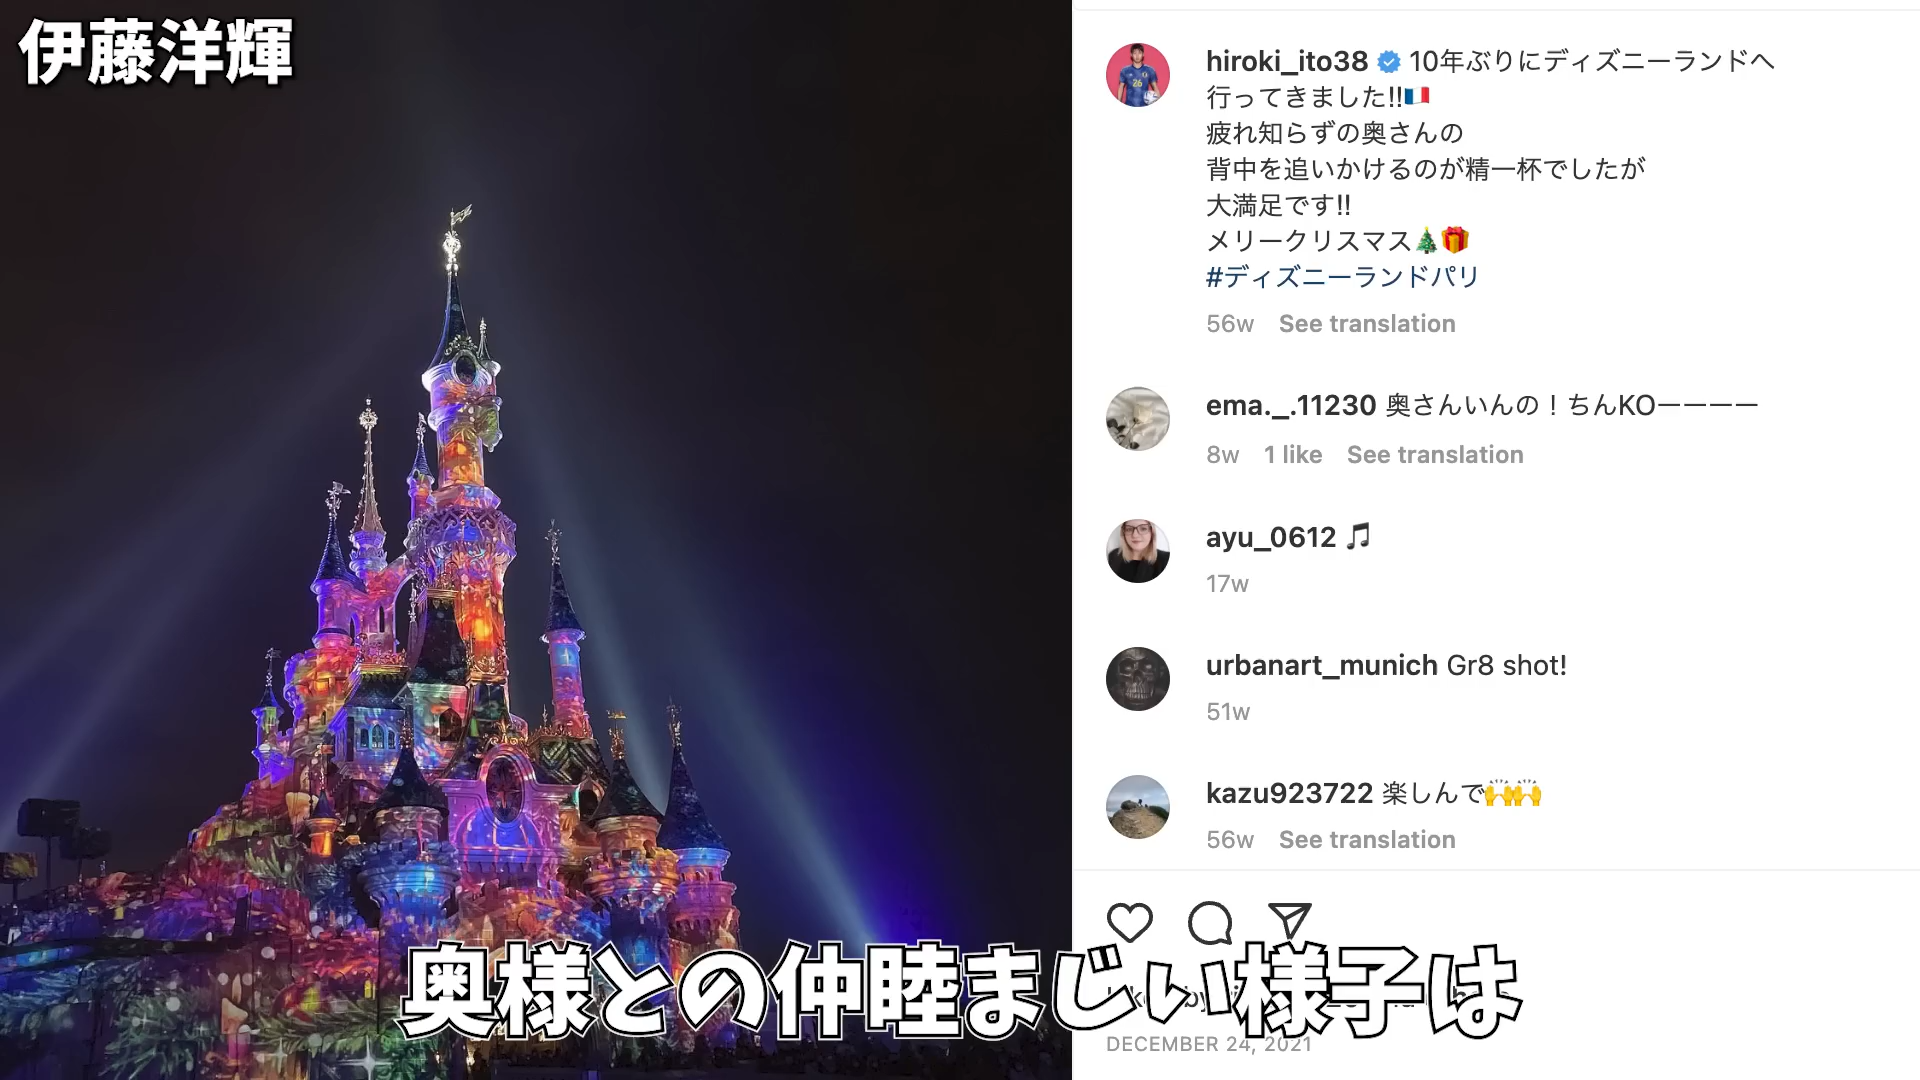 伊藤洋輝
hiroki_ito38 10年ぶりにディズニーランドへ
行ってきました!!🇫🇷
疲れ知らずの奥さんの
背中を追いかけるのが精一杯でしたが
大満足です!!
メリークリスマス🎄🎁
#ディズニーランドパリ
56w See translation
ema._.11230 奥さんいんの！ちんKOーーーー
8w 1 like See translation
ayu_0612 🎵
17w
urbanart_munich Gr8 shot!
51w
kazu923722 楽しんで🙌🙌
56w See translation
奥様との仲睦まじい様子は
DECEMBER 24, 2021